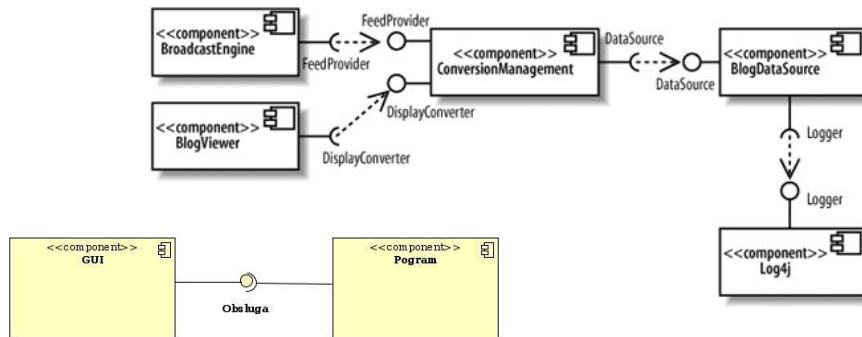 <<component>>
BroadcastEngine
FeedProvider
FeedProvider
<<component>>
ConversionManagement
DataSource
DataSource
<<component>>
BlogDataSource
<<component>>
BlogViewer
DisplayConverter
DisplayConverter
Logger
Logger
<<component>>
Log4j
<<component>>
GUI
Obsluga
<<component>>
Pogram